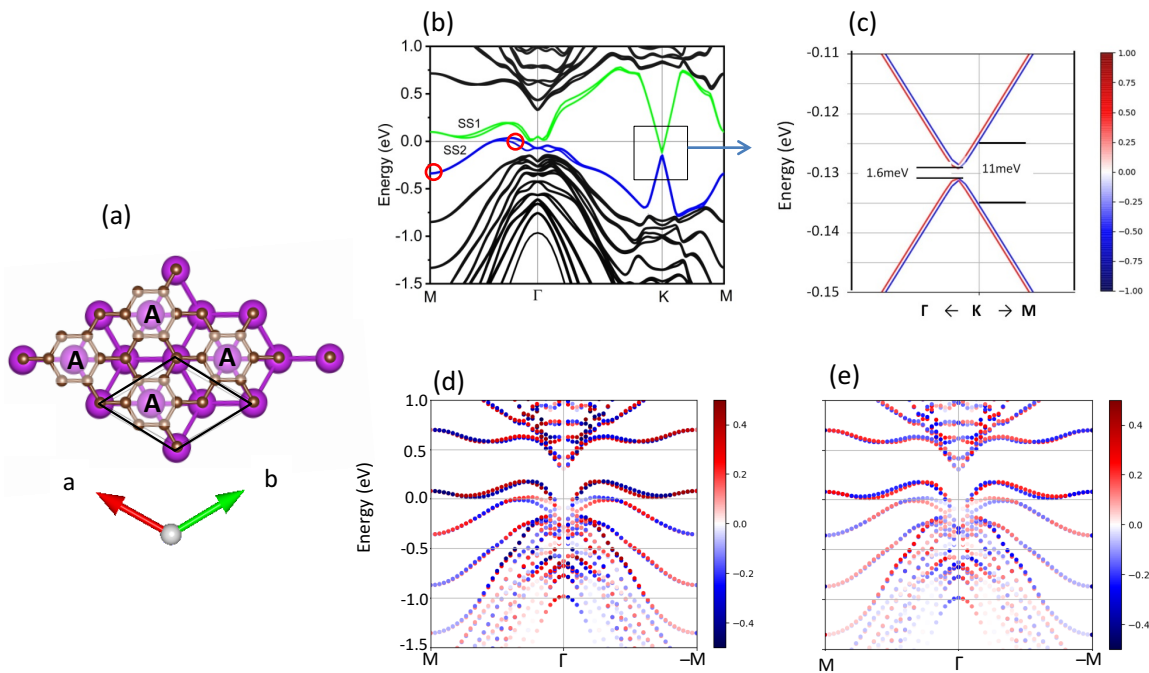 (a)
A
A
A
A
a
b
(b)
1.0
0.5
0.0
-0.5
-1.0
-1.5
Energy (eV)
SS1
SS2
M
Γ
K
M
(c)
-0.11
-0.12
-0.13
-0.14
-0.15
Energy (eV)
1.6meV
11meV
Γ ← K → M
1.00
0.75
0.50
0.25
0.00
−0.25
−0.50
−0.75
−1.00
(d)
1.0
0.5
0.0
-0.5
-1.0
-1.5
Energy (eV)
M
Γ
−M
0.4
0.2
0.0
−0.2
−0.4
(e)
M
Γ
−M
0.4
0.2
0.0
−0.2
−0.4